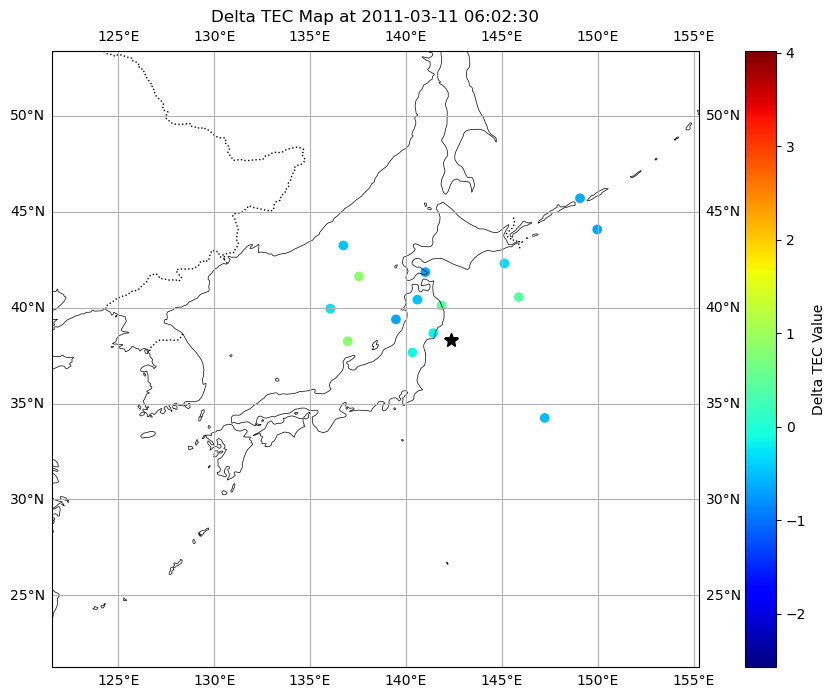 Delta TEC Map at 2011-03-11 06:02:30
125°E 130°E 135°E 140°E 145°E 150°E 155°E
50°N 50°N
45°N 45°N
40°N 40°N
35°N 35°N
30°N 30°N
25°N 25°N
125°E 130°E 135°E 140°E 145°E 150°E 155°E
4
3
2
1
0
−1
−2
Delta TEC Value